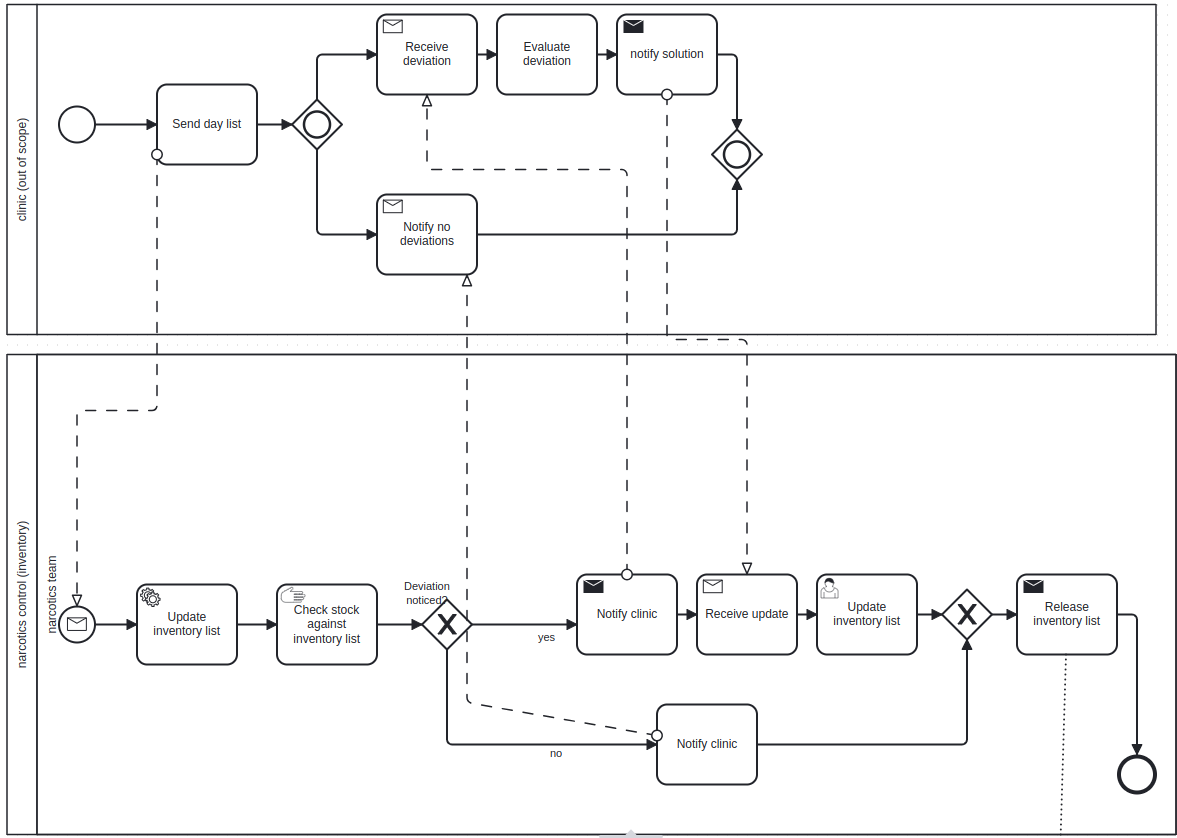 clinic (out of scope)
Send day list
Receive
deviation
Evaluate
deviation
notify solution
Notify no
deviations
narcotics control (inventory)
narcotics team
Update
inventory list
Check stock
against
inventory list
Deviation
noticed?
yes
no
Notify clinic
Receive update
Update
inventory list
Release
inventory list
Notify clinic